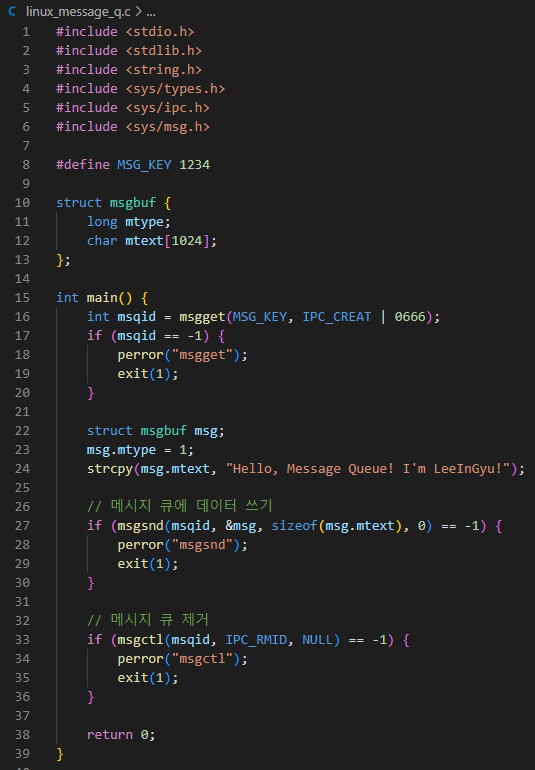 linux_message_q.c > ...
1 #include <stdio.h>
2 #include <stdlib.h>
3 #include <string.h>
4 #include <sys/types.h>
5 #include <sys/ipc.h>
6 #include <sys/msg.h>
7
8 #define MSG_KEY 1234
9
10 struct msgbuf {
11     long mtype;
12     char mtext[1024];
13 };
14
15 int main() {
16     int msqid = msgget(MSG_KEY, IPC_CREAT | 0666);
17     if (msqid == -1) {
18         perror("msgget");
19         exit(1);
20     }
21
22     struct msgbuf msg;
23     msg.mtype = 1;
24     strcpy(msg.mtext, "Hello, Message Queue! I'm LeeInGyu!");
25
26     // 메시지 큐에 데이터 쓰기
27     if (msgsnd(msqid, &msg, sizeof(msg.mtext), 0) == -1) {
28         perror("msgsnd");
29         exit(1);
30     }
31
32     // 메시지 큐 제거
33     if (msgctl(msqid, IPC_RMID, NULL) == -1) {
34         perror("msgctl");
35         exit(1);
36     }
37
38     return 0;
39 }